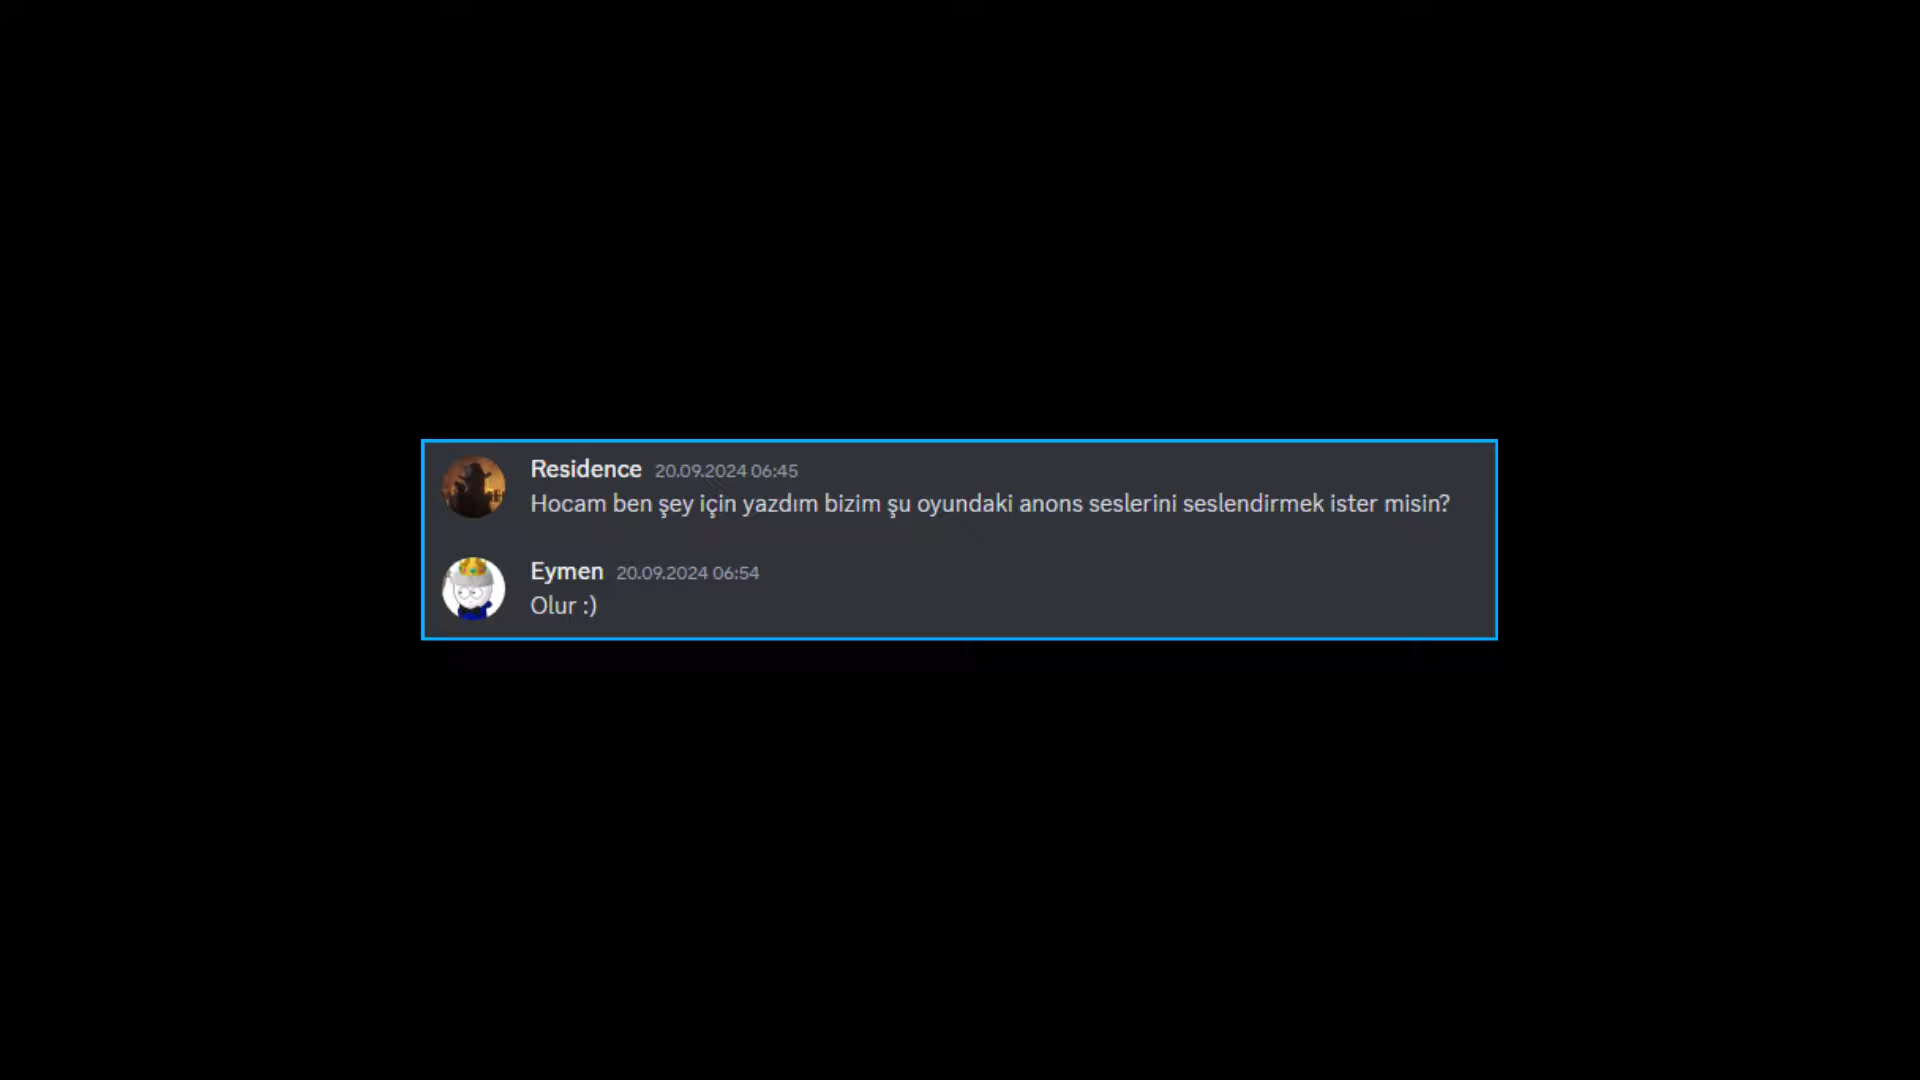 Residence 20.09.2024 06:45
Hocam ben şey için yazdım bizim şu oyundaki anons seslerini seslendirmek ister misin?
Eymen 20.09.2024 06:54
Olur :)